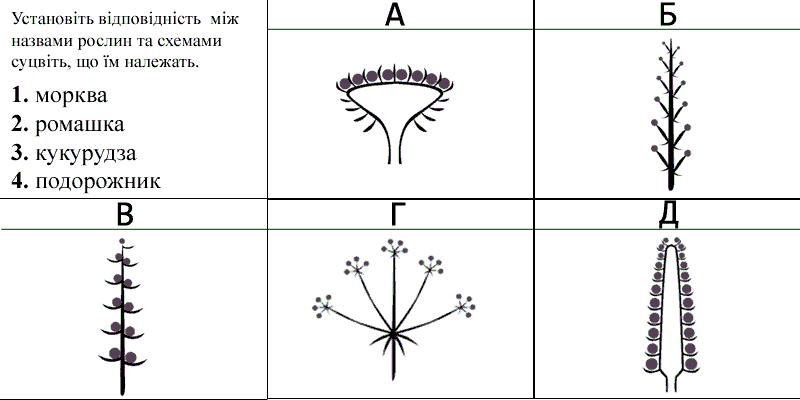 Установіть відповідність між
назвами рослин та схемами
суцвіть, що їм належать.
1. морква
2. ромашка
3. кукурудза
4. подорожник
А
Б
В
Г
Д